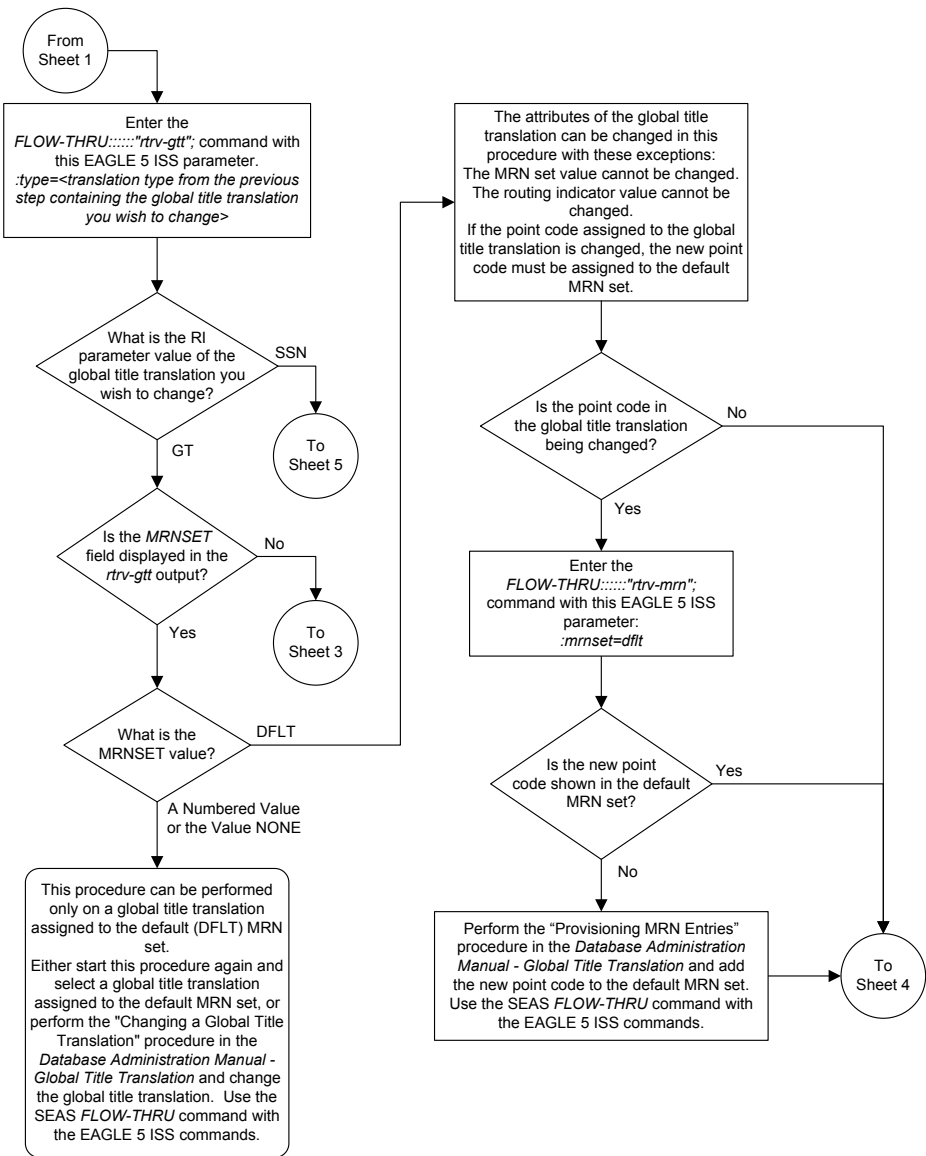 From
Sheet 1
Enter the
FLOW-THRU::::::"rtrv-gtt"; command with
this EAGLE 5 ISS parameter.
:type=<translation type from the previous
step containing the global title translation
you wish to change>
What is the RI
parameter value of the
global title translation you
wish to change?
SSN
To
Sheet 5
GT
Is the MRNSET
field displayed in the
rtrv-gtt output?
No
To
Sheet 3
Yes
What is the
MRNSET value?
DFLT
A Numbered Value
or the Value NONE
This procedure can be performed
only on a global title translation
assigned to the default (DFLT) MRN
set.
Either start this procedure again and
select a global title translation
assigned to the default MRN set, or
perform the "Changing a Global Title
Translation" procedure in the
Database Administration Manual -
Global Title Translation and change
the global title translation.  Use the
SEAS FLOW-THRU command with
the EAGLE 5 ISS commands.
The attributes of the global title
translation can be changed in this
procedure with these exceptions:
The MRN set value cannot be changed.
The routing indicator value cannot be
changed.
If the point code assigned to the global
title translation is changed, the new point
code must be assigned to the default
MRN set.
Is the point code in
the global title translation
being changed?
No
Yes
Enter the
FLOW-THRU::::::"rtrv-mrn";
command with this EAGLE 5 ISS
parameter:
:mrnset=dflt
Is the new point
code shown in the default
MRN set?
Yes
No
Perform the “Provisioning MRN Entries”
procedure in the Database Administration
Manual - Global Title Translation and add
the new point code to the default MRN set.
Use the SEAS FLOW-THRU command with
the EAGLE 5 ISS commands.
To
Sheet 4